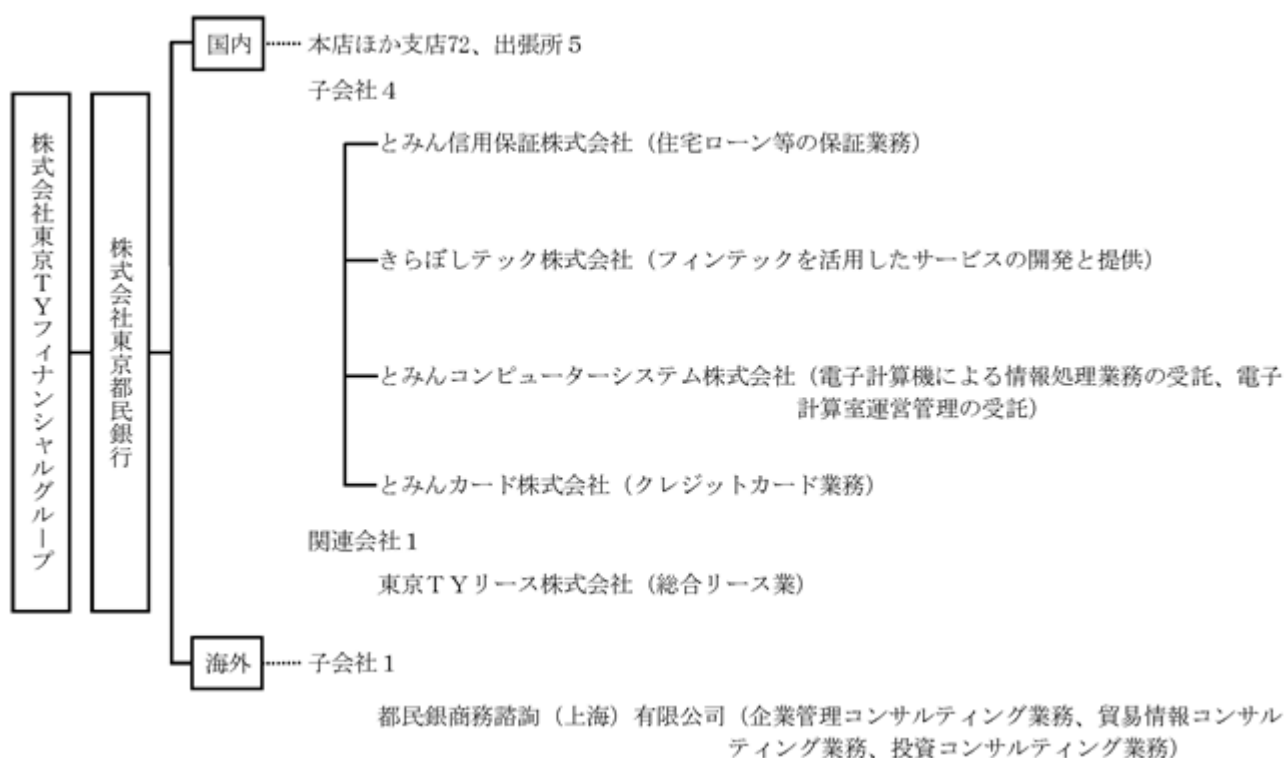 株式会社東京TYフィナンシャルグループ
株式会社東京都民銀行
国内
本店ほか支店72、出張所5
子会社4
とみん信用保証株式会社（住宅ローン等の保証業務）
きらぼしテック株式会社（フィンテックを活用したサービスの開発と提供）
とみんコンピューターシステム株式会社（電子計算機による情報処理業務の受託、電子
計算室運営管理の受託）
とみんカード株式会社（クレジットカード業務）
関連会社1
東京TYリース株式会社（総合リース業）
海外
子会社1
都民銀商務諮詢（上海）有限公司（企業管理コンサルティング業務、貿易情報コンサル
ティング業務、投資コンサルティング業務）